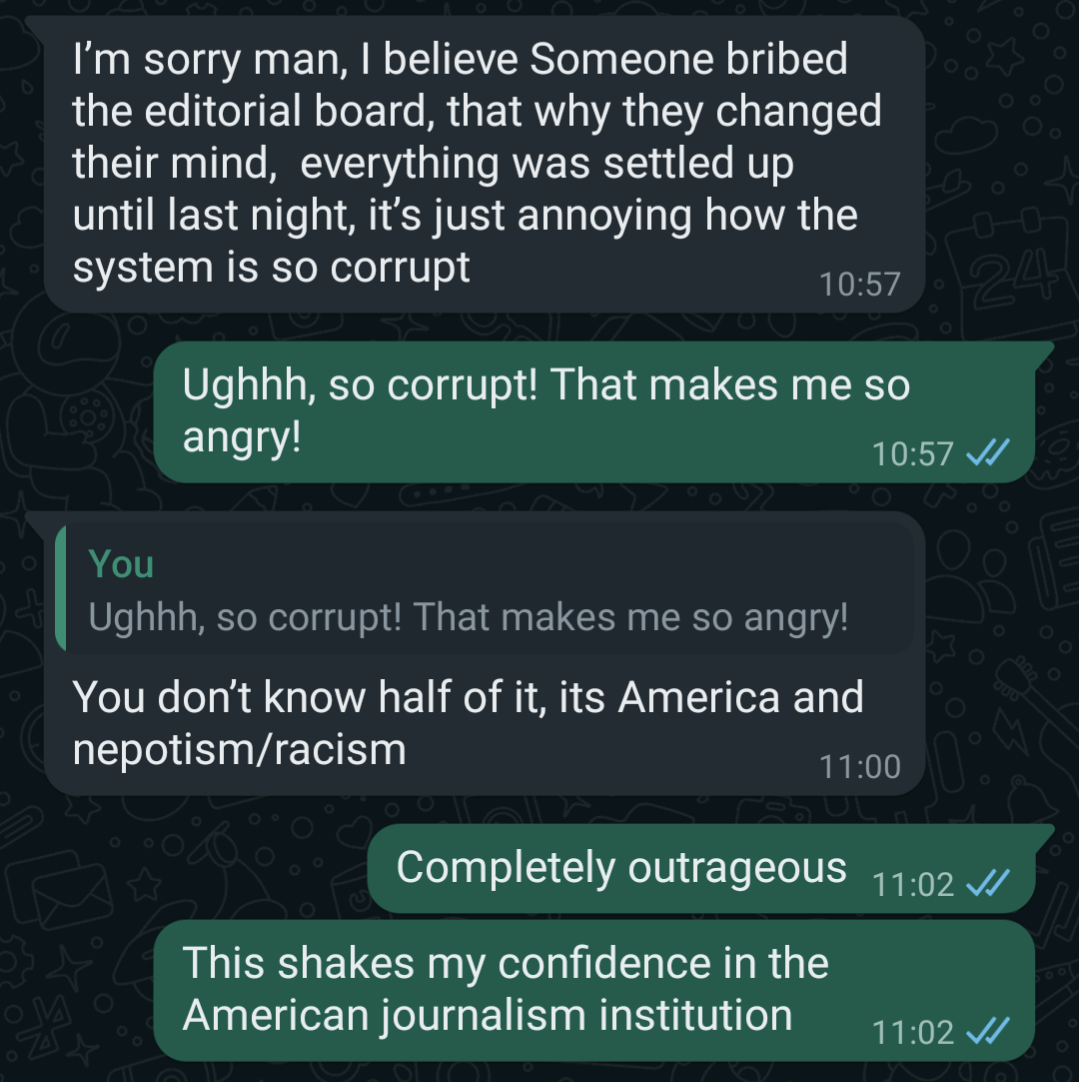 I’m sorry man, I believe Someone bribed
the editorial board, that why they changed
their mind,  everything was settled up
until last night, it’s just annoying how the
system is so corrupt
10:57
Ughhh, so corrupt! That makes me so
angry!
10:57
You
Ughhh, so corrupt! That makes me so angry!
You don’t know half of it, its America and
nepotism/racism
11:00
Completely outrageous
11:02
This shakes my confidence in the
American journalism institution
11:02
24